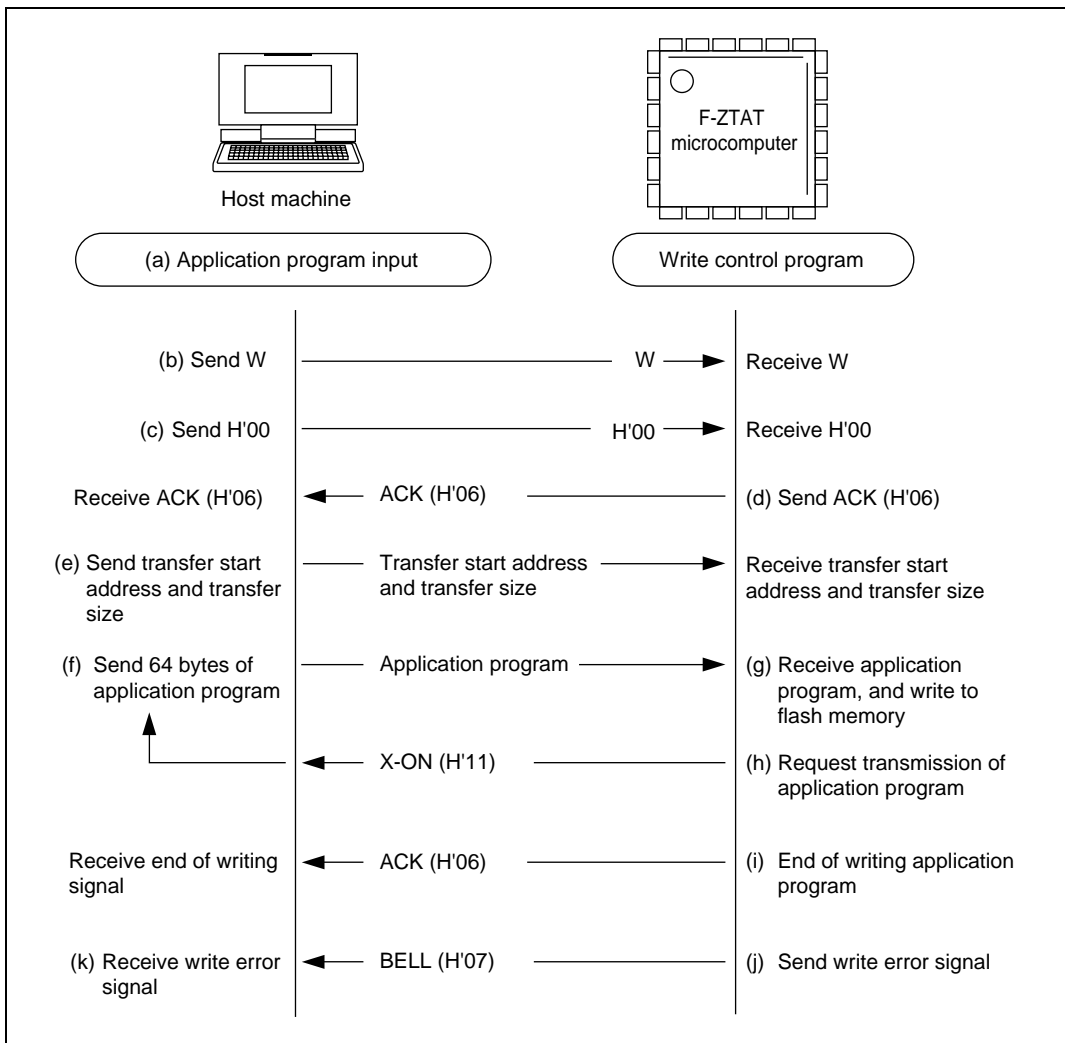 F-ZTAT
microcomputer
Host machine
(a) Application program input
Write control program
(b) Send W
W
Receive W
(c) Send H'00
H'00
Receive H'00
Receive ACK (H'06)
ACK (H'06)
(d) Send ACK (H'06)
(e) Send transfer start
address and transfer
size
Transfer start address
and transfer size
Receive transfer start
address and transfer size
(f) Send 64 bytes of
application program
Application program
(g) Receive application
program, and write to
flash memory
X-ON (H'11)
(h) Request transmission of
application program
Receive end of writing
signal
ACK (H'06)
(i) End of writing application
program
(k) Receive write error
signal
BELL (H'07)
(j) Send write error signal